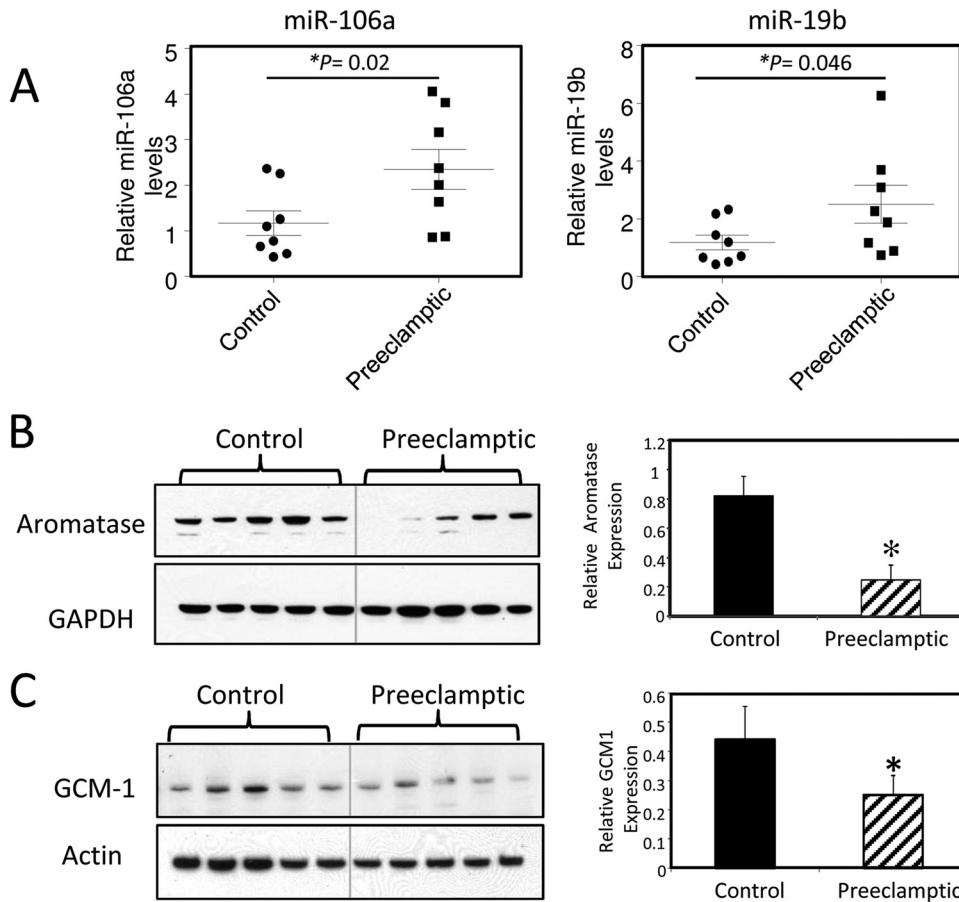 A
miR-106a
Relative miR-106a
levels
5
4
3
2
1
0
*P= 0.02
Control
Preeclamptic
miR-19b
Relative miR-19b
levels
8
6
4
2
0
*P= 0.046
Control
Preeclamptic
B
Control
Preeclamptic
Aromatase
GAPDH
Relative Aromatase
Expression
1.2
1
0.8
0.6
0.4
0.2
0
*
Control
Preeclamptic
C
Control
Preeclamptic
GCM-1
Actin
Relative GCM1
Expression
0.6
0.5
0.4
0.3
0.2
0.1
0
*
Control
Preeclamptic